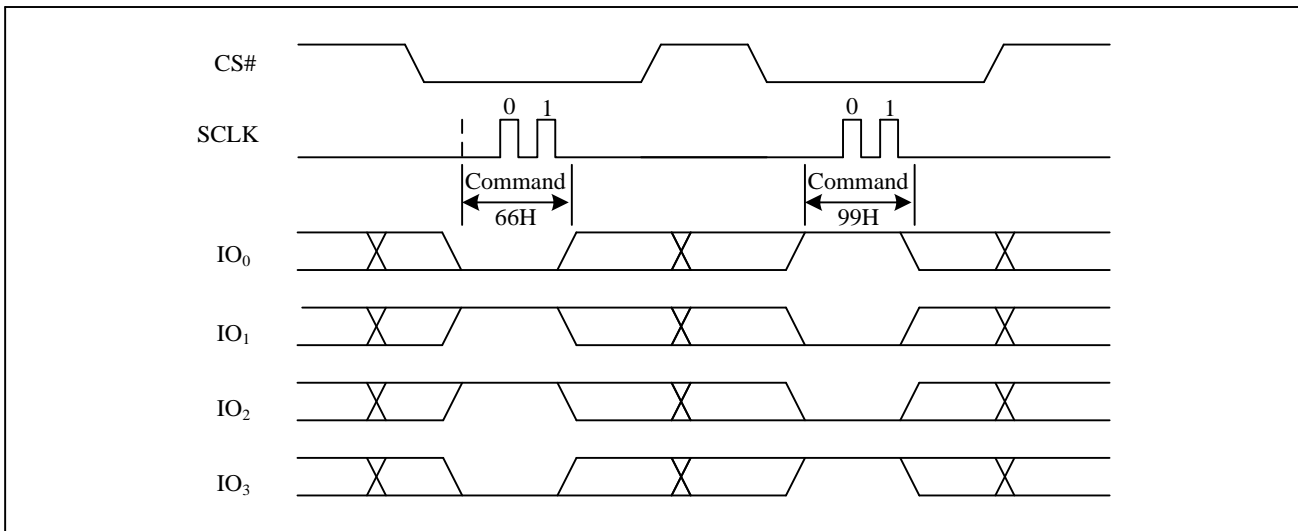 CS#
0 1 0 1
SCLK
Command Command
66H 99H
IO0
IO1
IO2
IO3